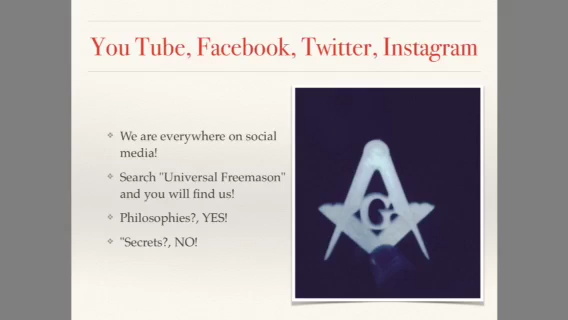 You Tube, Facebook, Twitter, Instagram
We are everywhere on social
media!
Search "Universal Freemason"
and you will find us!
Philosophies?, YES!
"Secrets?, NO!
G